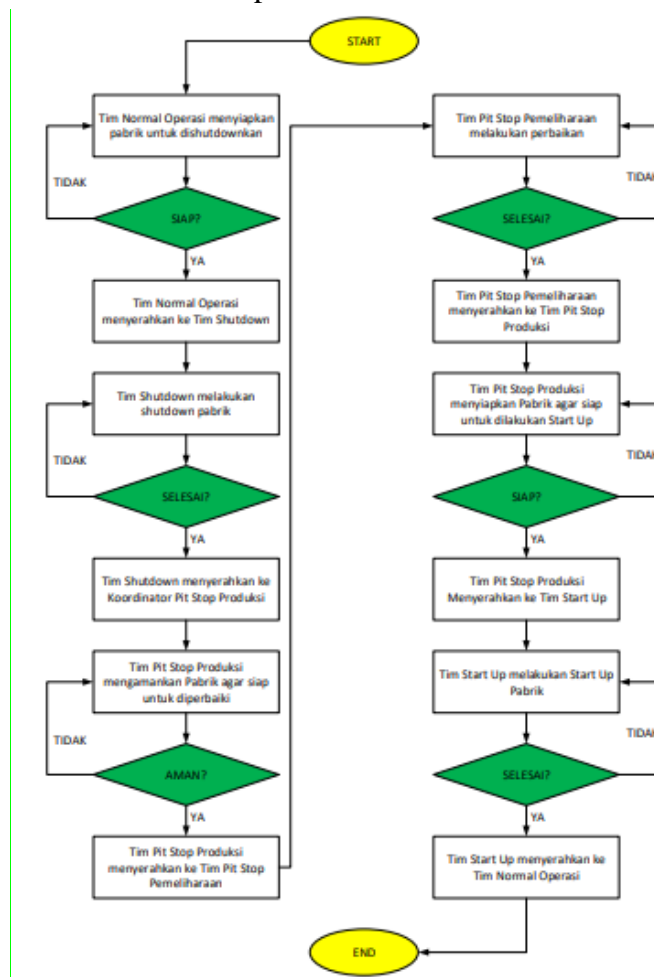 START
Tim Normal Operasi menyiapkan
pabrik untuk dishutdownkan
TIDAK
SIAP?
YA
Tim Normal Operasi
menyerahkan ke Tim Shutdown
Tim Shutdown melakukan
shutdown pabrik
TIDAK
SELESAI?
YA
Tim Shutdown menyerahkan ke
Koordinator Pit Stop Produksi
Tim Pit Stop Produksi
mengamankan Pabrik agar siap
untuk diperbaiki
TIDAK
AMAN?
YA
Tim Pit Stop Produksi
menyerahkan ke Tim Pit Stop
Pemeliharaan
Tim Pit Stop Pemeliharaan
melakukan perbaikan
TIDAK
SELESAI?
YA
Tim Pit Stop Pemeliharaan
menyerahkan ke Tim Pit Stop
Produksi
Tim Pit Stop Produksi
menyiapkan Pabrik agar siap
untuk dilakukan Start Up
TIDAK
SIAP?
YA
Tim Pit Stop Produksi
Menyerahkan ke Tim Start Up
Tim Start Up melakukan Start Up
Pabrik
TIDAK
SELESAI?
YA
Tim Start Up menyerahkan ke
Tim Normal Operasi
END